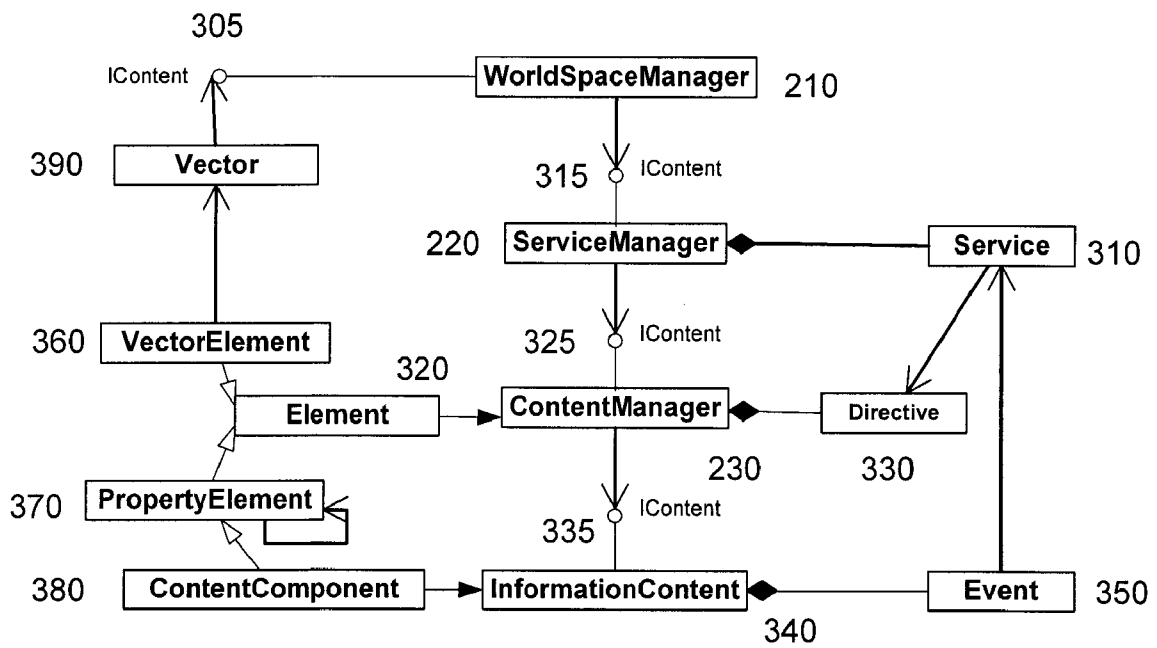 305
IContent
WorldSpaceManager
210
390
Vector
315
IContent
220
ServiceManager
Service
310
360
VectorElement
325
IContent
320
Element
ContentManager
Directive
230
330
370
PropertyElement
335
IContent
380
ContentComponent
InformationContent
Event
350
340